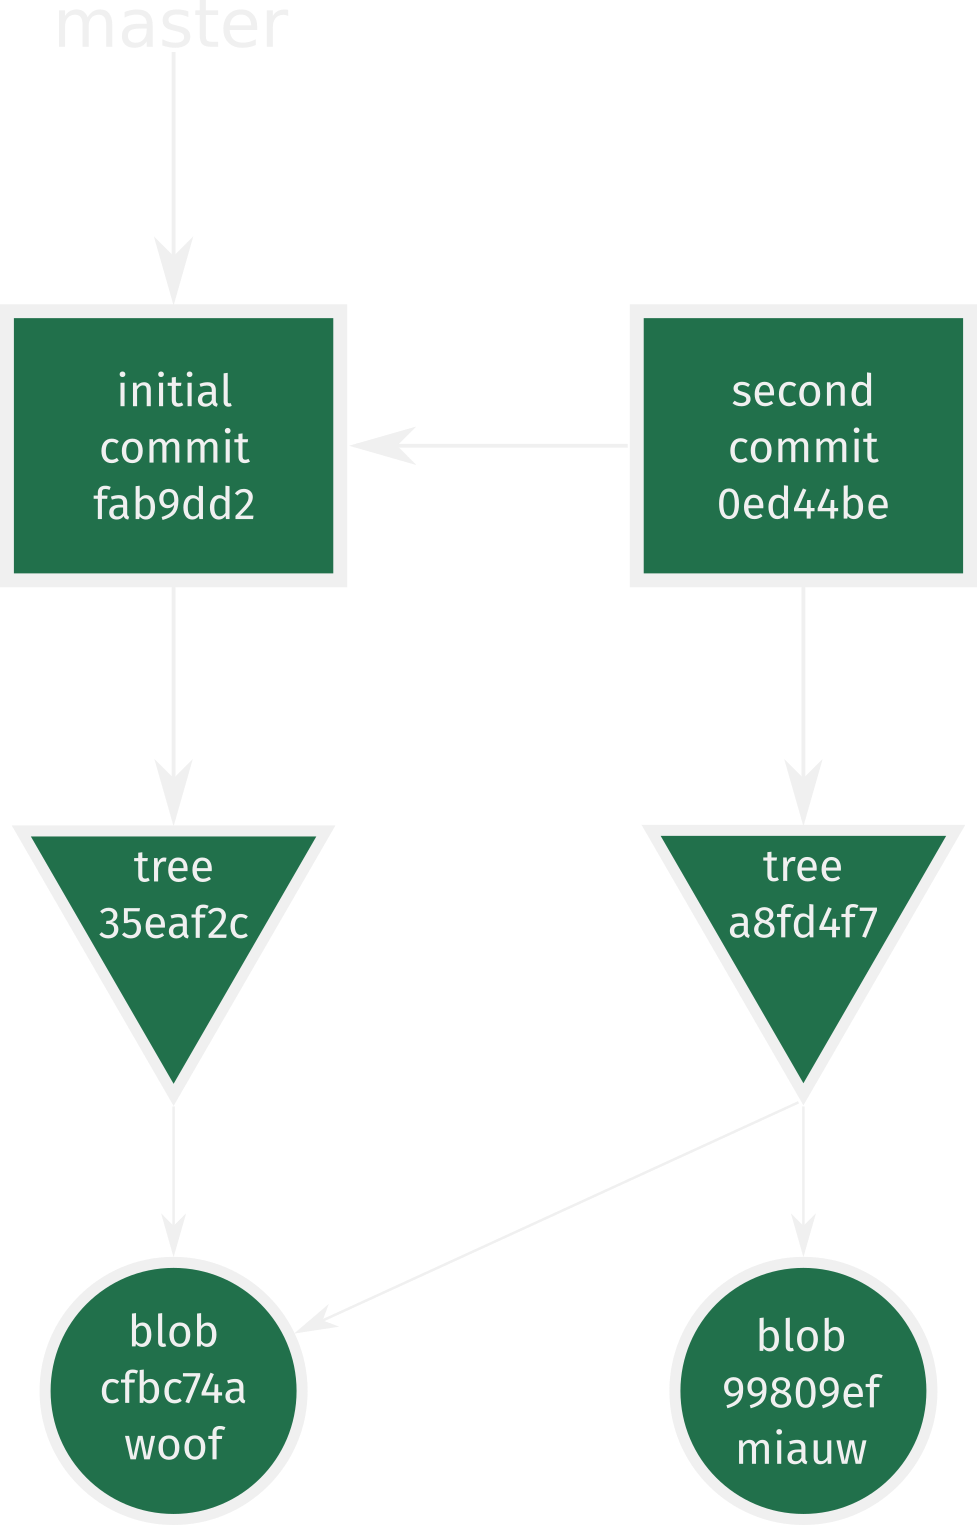 master
initial
commit
fab9dd2
second
commit
0ed44be
tree
35eaf2c
tree
a8fd4f7
blob
cfbc74a
woof
blob
99809ef
miauw